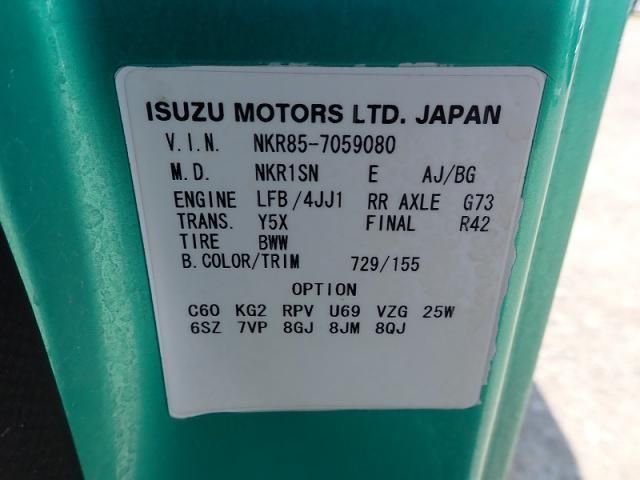 ISUZU MOTORS LTD. JAPAN
V.I.N. NKR85-7059080
M.D. NKR1SN E AJ/BG
ENGINE LFB/4JJ1 RR AXLE G73
TRANS. Y5X FINAL R42
TIRE BWW
B.COLOR/TRIM 729/155
OPTION
C60 KG2 RPV U69 VZG 25W
6SZ 7VP 8GJ 8JM 8QJ